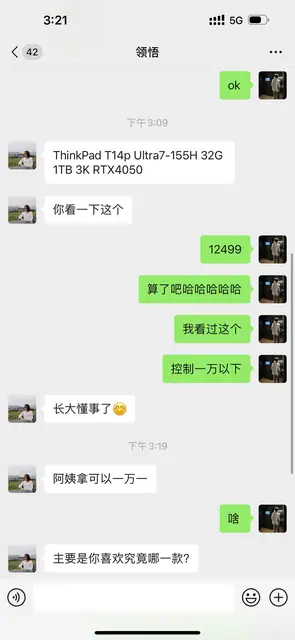 3:21
5G
42
领悟
ok
下午3:09
ThinkPad T14p Ultra7-155H 32G
1TB 3K RTX4050
你看一下这个
12499
算了吧哈哈哈哈哈
我看过这个
控制一万以下
长大懂事了😋
下午3:19
阿姨拿可以一万一
啥
主要是你喜欢究竟哪一款?